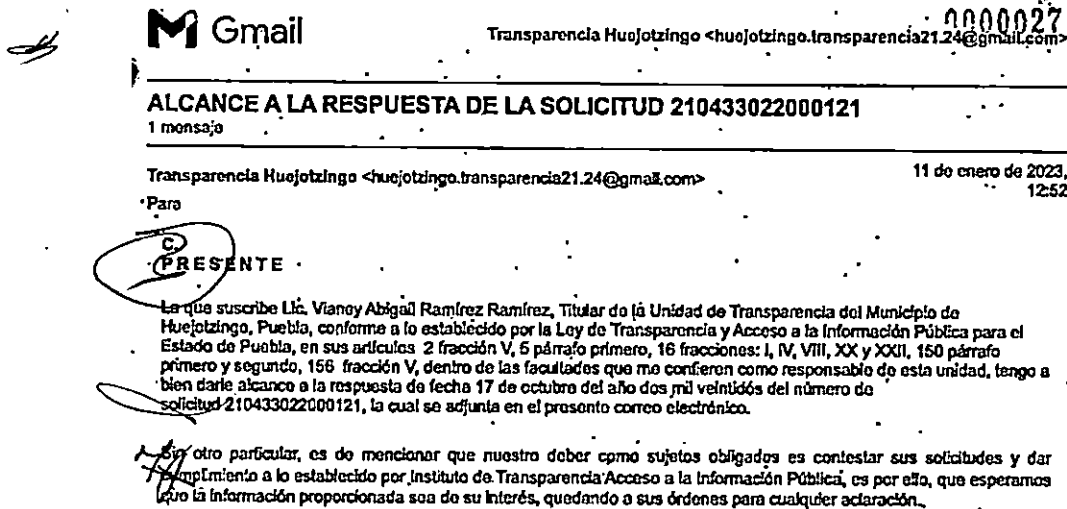 0000027
Gmail
Transparencia Huejotzingo <huejotzingo.transparencia21.24@gmail.com>
ALCANCE A LA RESPUESTA DE LA SOLICITUD 210433022000121
1 mensaje
Transparencia Huejotzingo <huejotzingo.transparencia21.24@gmail.com>
11 de enero de 2023,
12:52
Para
C.
PRESENTE
La que suscribe Lic. Vianey Abigail Ramírez Ramírez, Titular de la Unidad de Transparencia del Municipio de
Huejotzingo, Puebla, conforme a lo establecido por la Ley de Transparencia y Acceso a la Información Pública para el
Estado de Puebla, en sus artículos 2 fracción V, 5 párrafo primero, 16 fracciones: I, IV, VIII, XX y XXII, 150 párrafo
primero y segundo, 156 fracción V, dentro de las facultades que me confieren como responsable de esta unidad, tengo a
bien darle alcance a la respuesta de fecha 17 de octubre del año dos mil veintidós del número de
solicitud 210433022000121, la cual se adjunta en el presente correo electrónico.
Sin otro particular, es de mencionar que nuestro deber como sujetos obligados es contestar sus solicitudes y dar
cumplimiento a lo establecido por Instituto de Transparencia Acceso a la Información Pública, es por ello, que esperamos
que la información proporcionada sea de su interés, quedando a sus órdenes para cualquier aclaración.